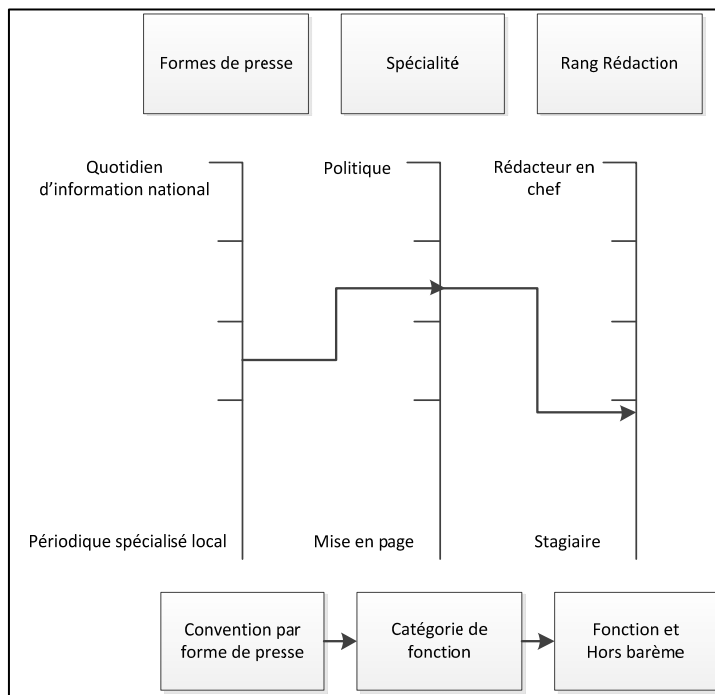 Formes de presse
Spécialité
Rang Rédaction
Quotidien
d’information national
Politique
Rédacteur en
chef
Périodique spécialisé local
Mise en page
Stagiaire
Convention par
forme de presse
Catégorie de
fonction
Fonction et
Hors barème